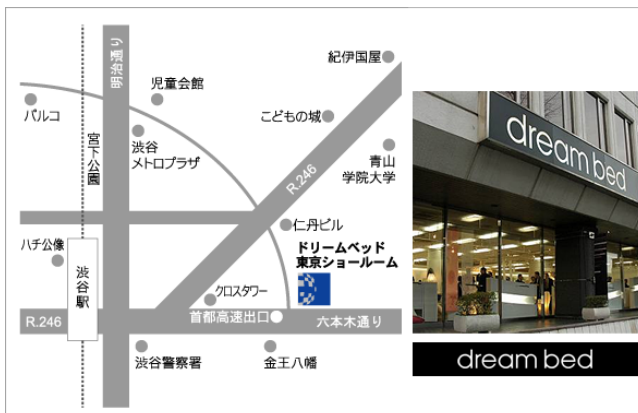 紀伊国屋
明治通り
児童会館
パルコ
こどもの城
渋谷
メトロプラザ
宮下公園
青山
学院大学
R.246
仁丹ビル
ハチ公像
ドリームベッド
東京ショールーム
渋谷駅
クロスタワー
R.246
首都高速出口
六本木通り
渋谷警察署
金王八幡
dream bed
dream bed